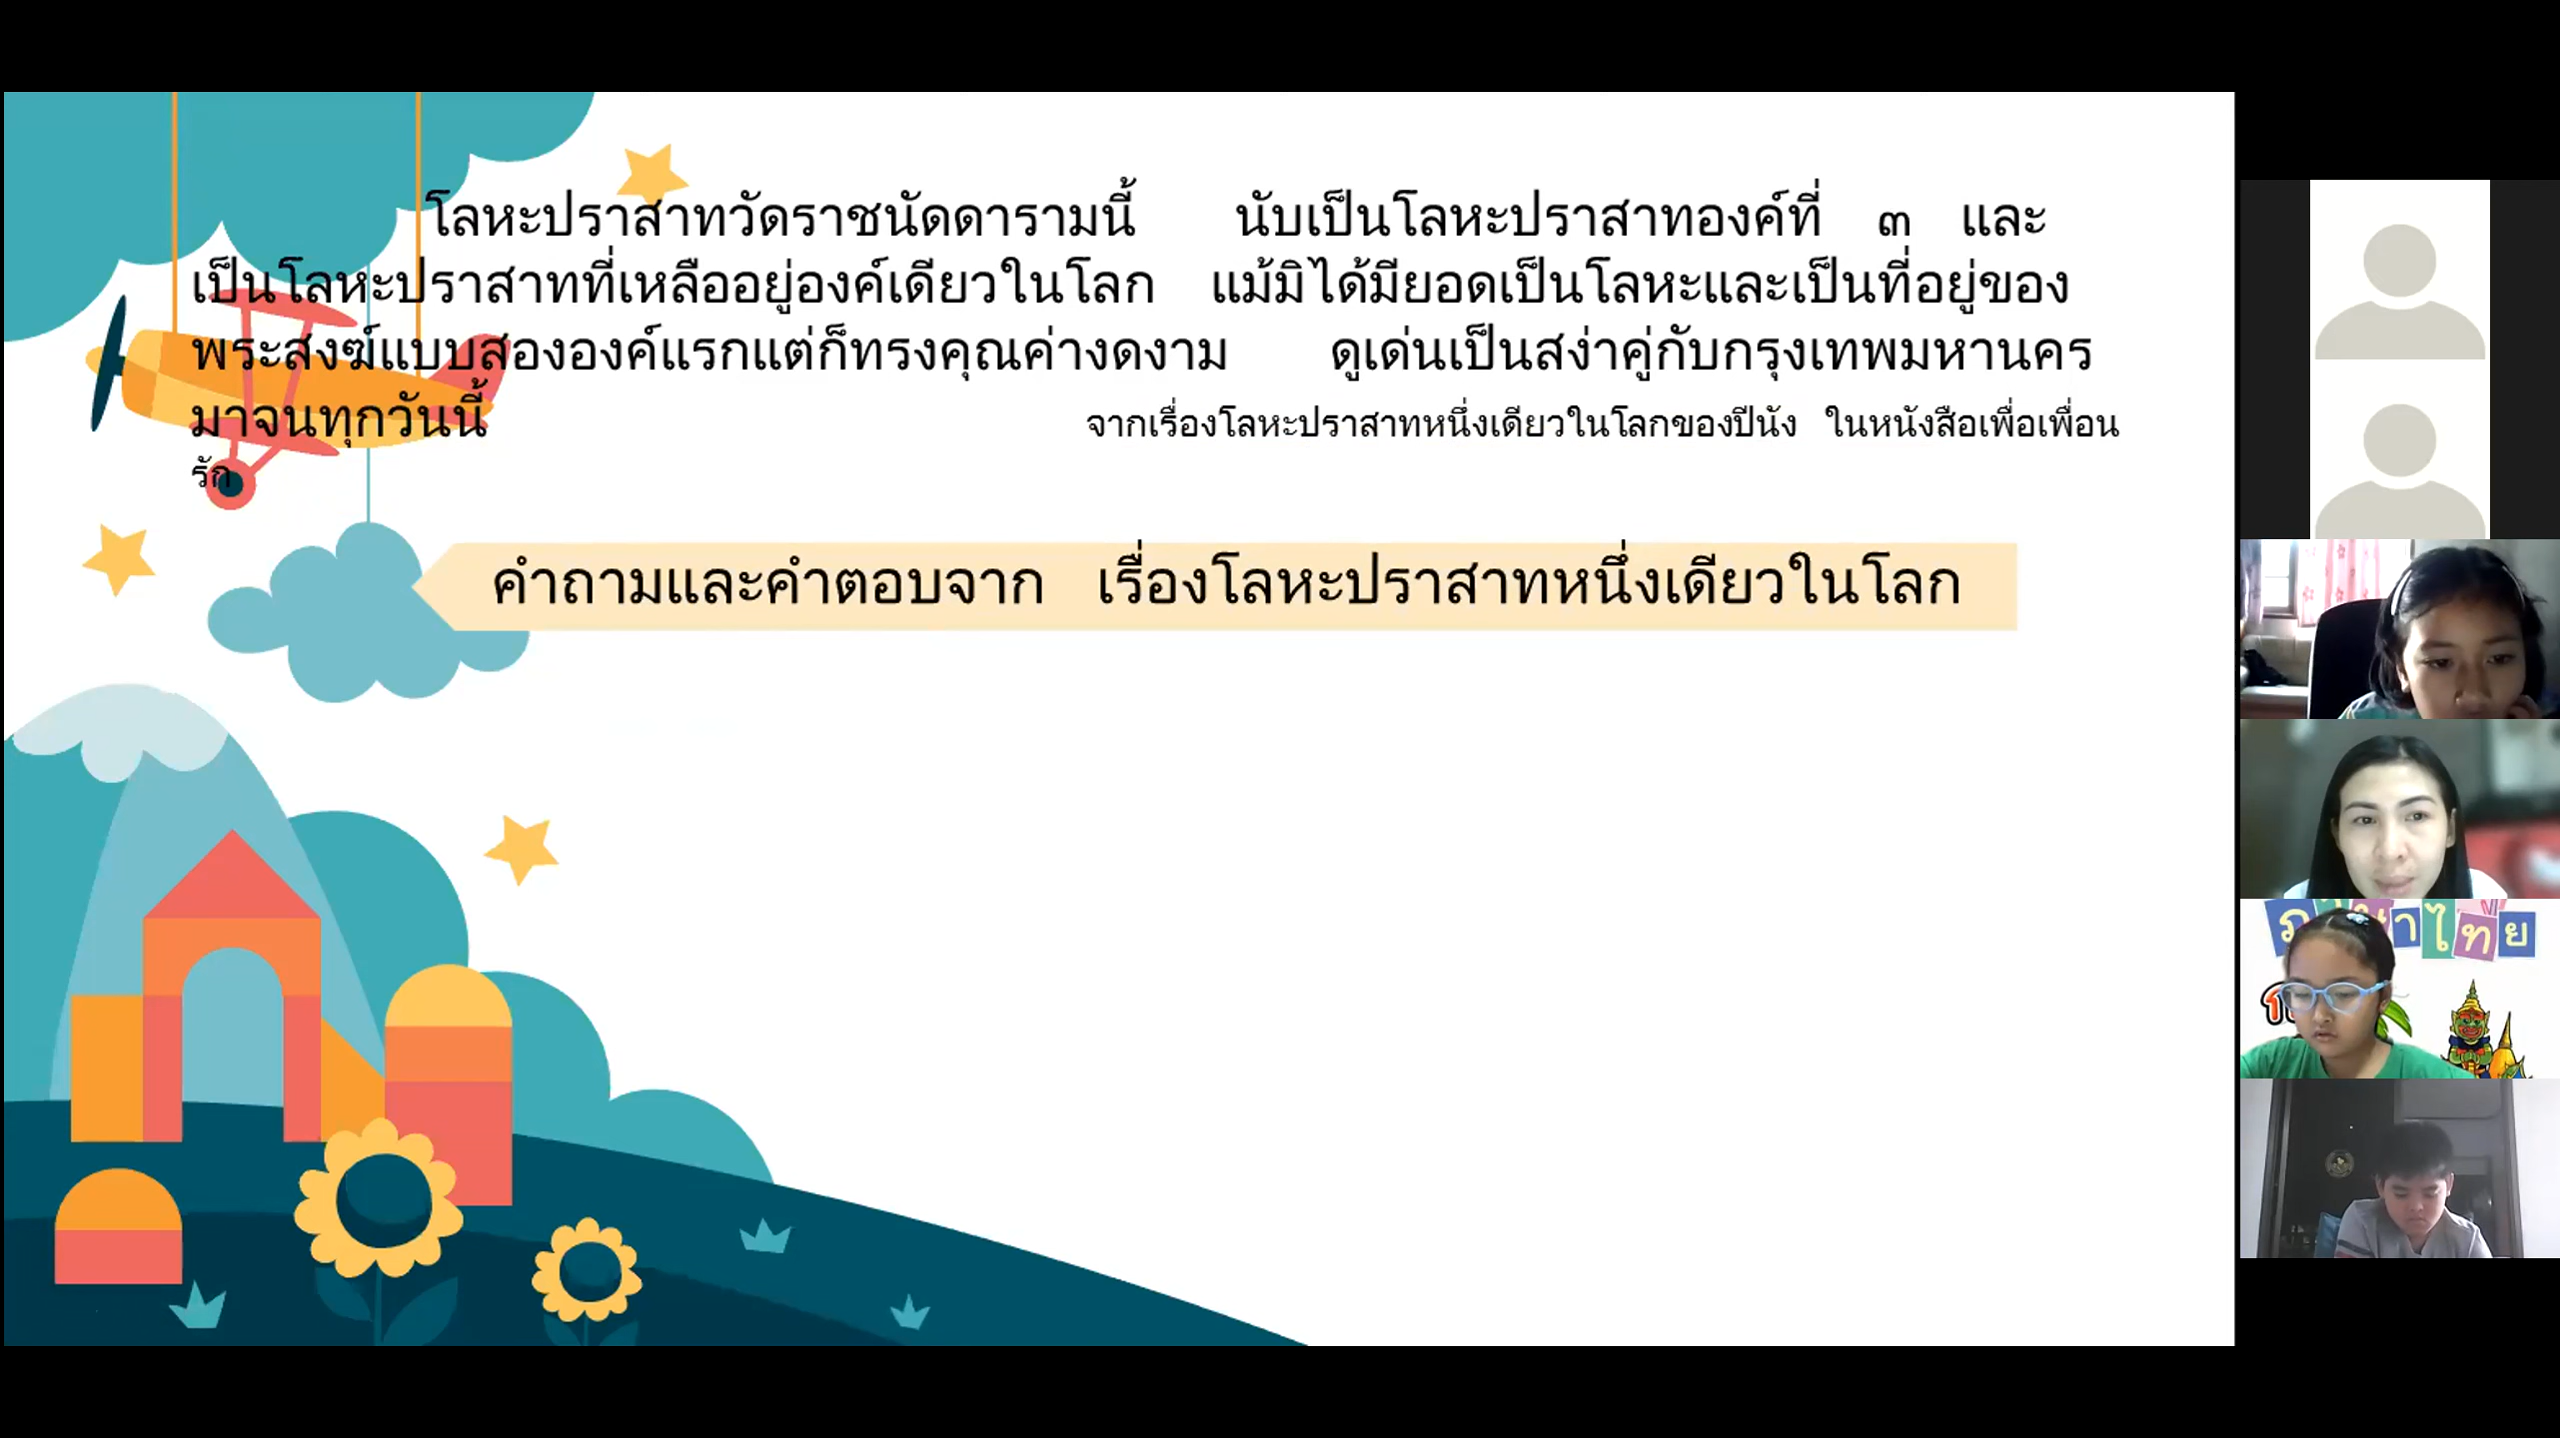 โลหะปราสาทวัดราชนัดดารามนี้ นับเป็นโลหะปราสาทองค์ที่ ๓ และ
เป็นโลหะปราสาทที่เหลืออยู่องค์เดียวในโลก แม้มิได้มียอดเป็นโลหะและเป็นที่อยู่ของ
พระสงฆ์แบบสององค์แรกแต่ก็ทรงคุณค่างดงาม ดูเด่นเป็นสง่าคู่กับกรุงเทพมหานคร
มาจนทุกวันนี้ จากเรื่องโลหะปราสาทหนึ่งเดียวในโลกของปีนัง ในหนังสือเพื่อเพื่อน
รัก
คำถามและคำตอบจาก เรื่องโลหะปราสาทหนึ่งเดียวในโลก